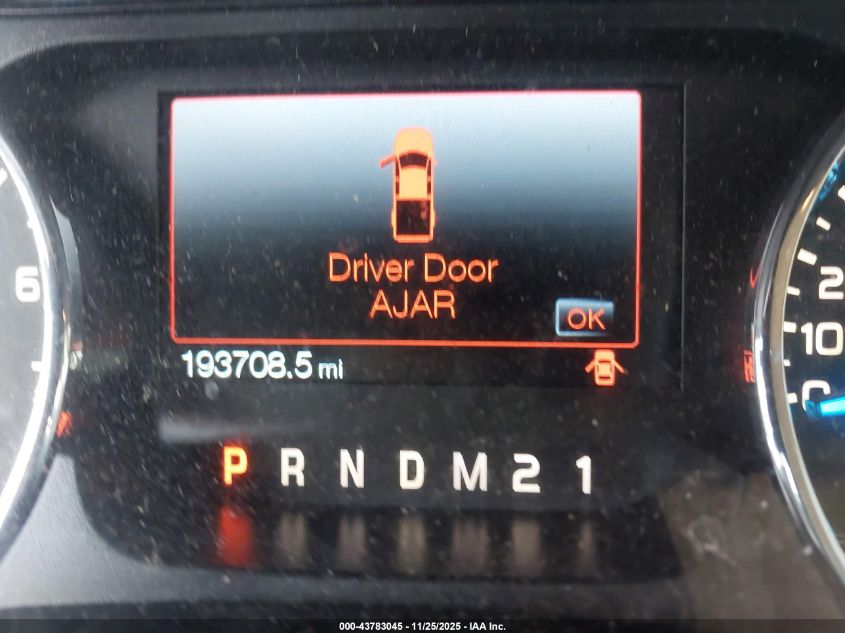 Driver Door
AJAR
OK
193708.5 mi
P R N D M 2 1
6
2
10
0
000-43783045 - 11/25/2025 - IAA Inc.